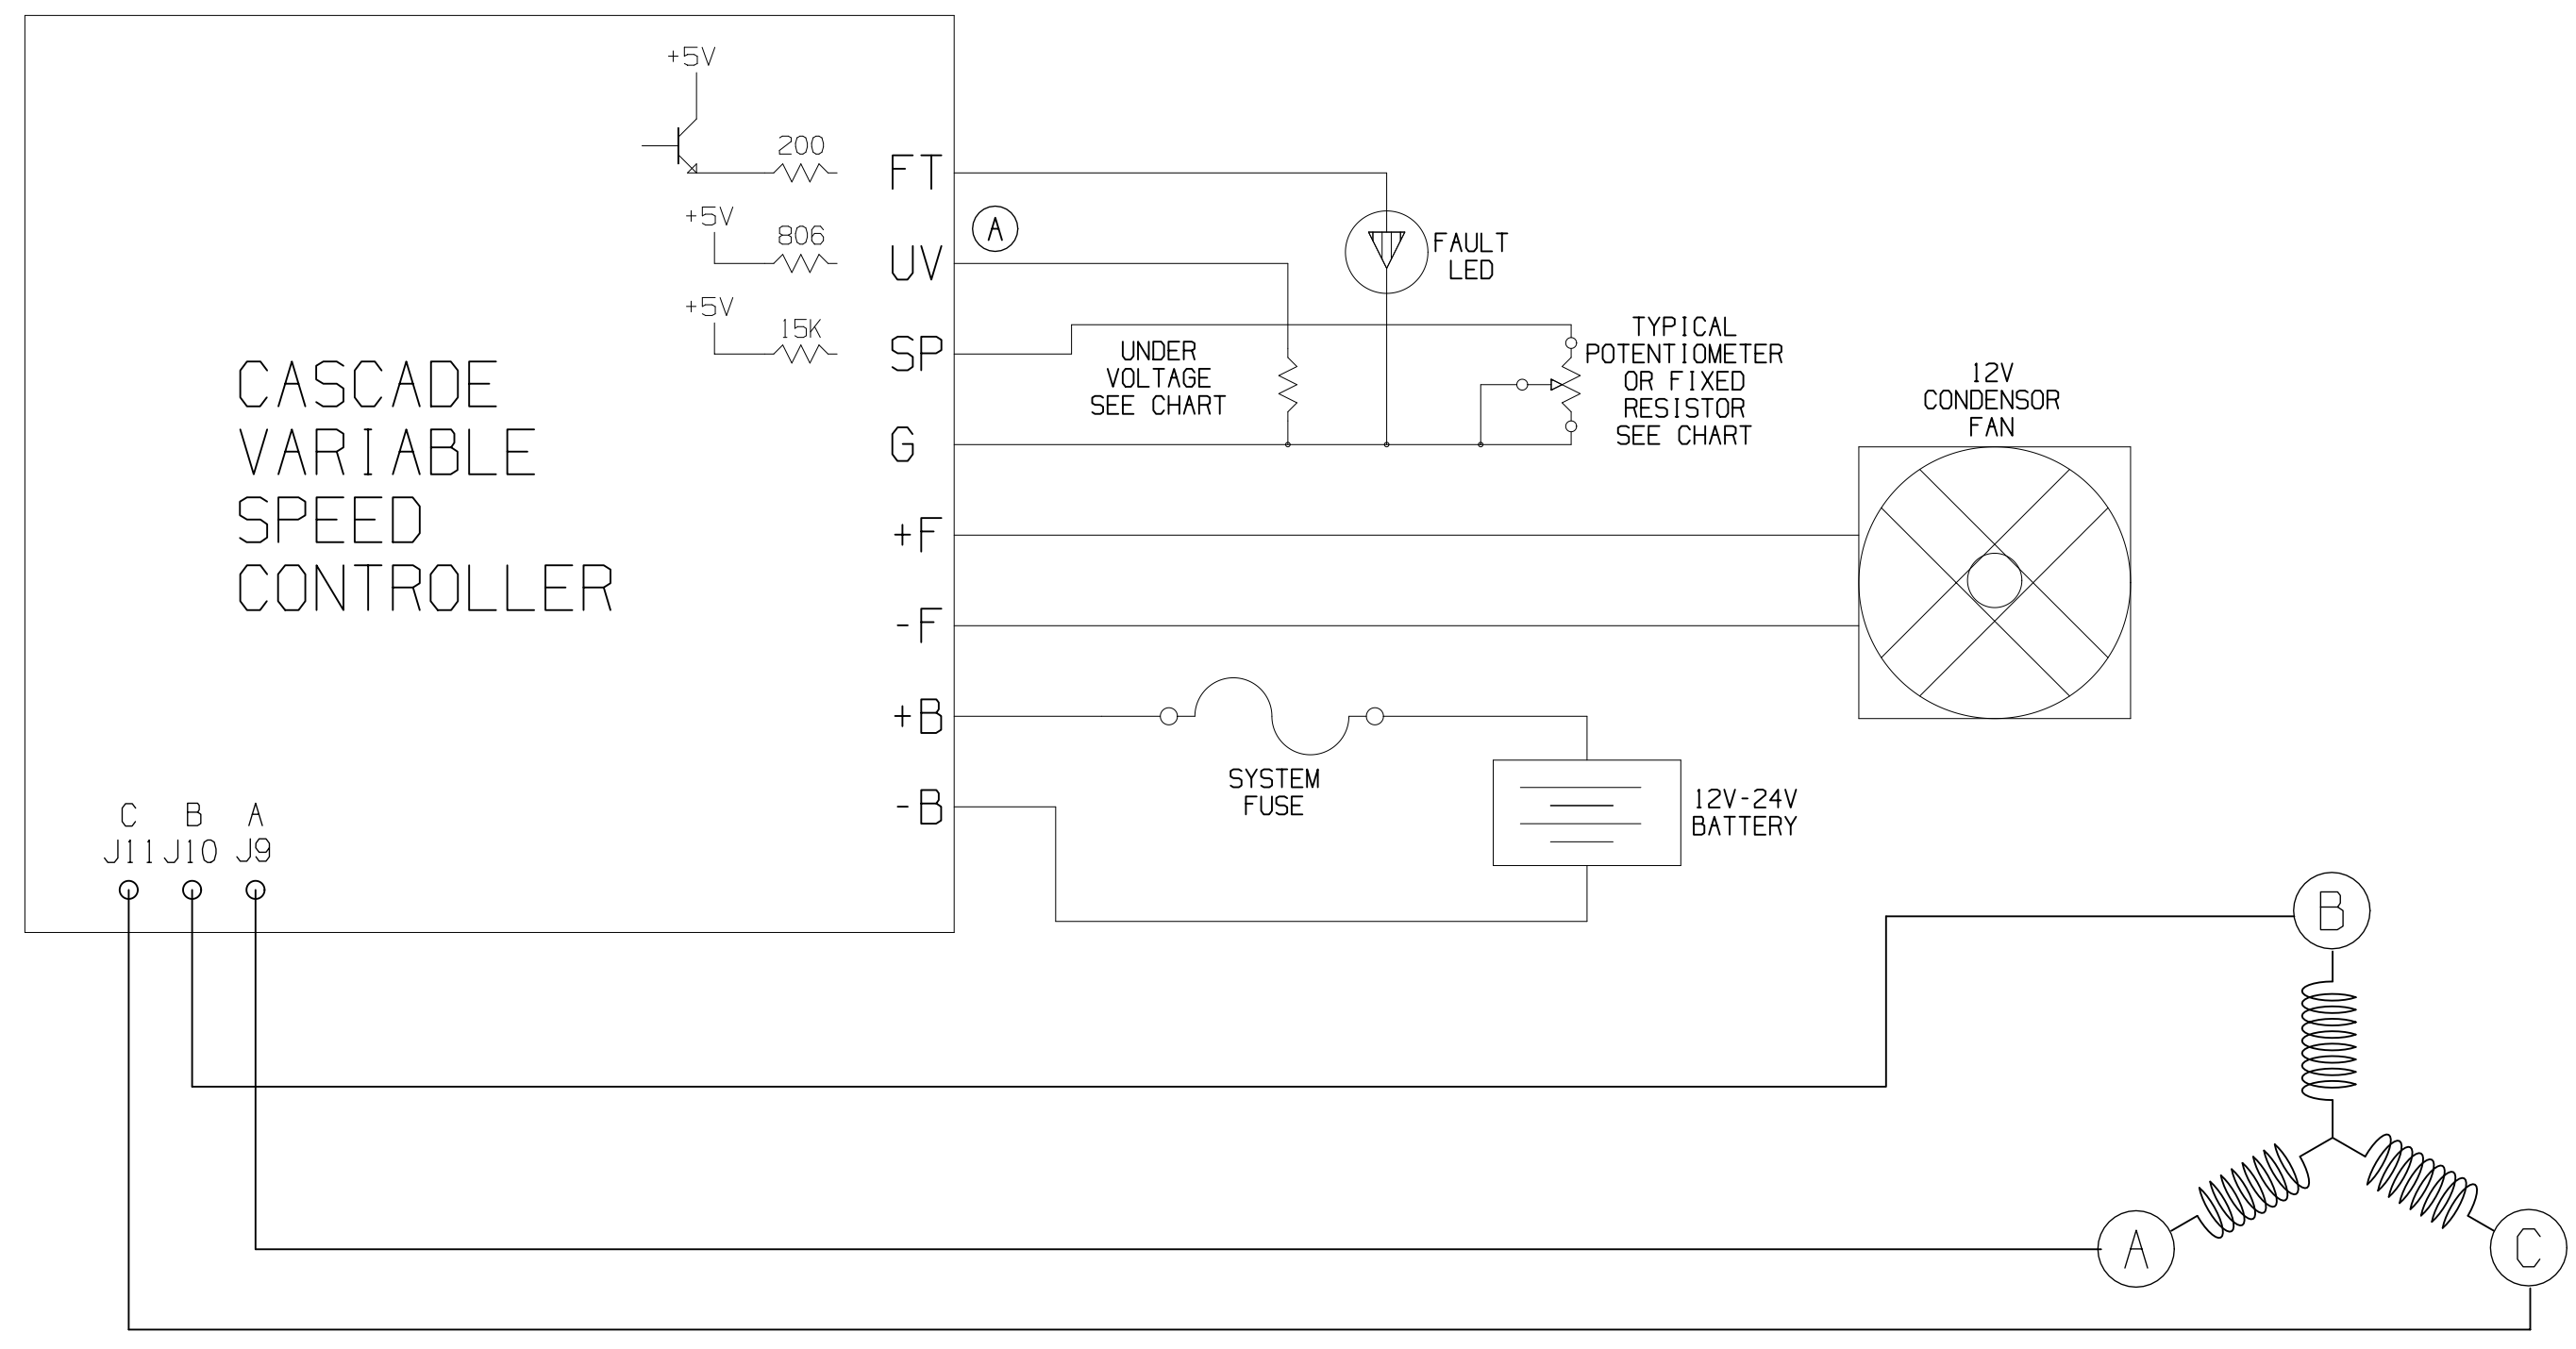 +5V
200
FT
A
+5V
806
UV
FAULT
LED
+5V
15K
SP
UNDER
VOLTAGE
SEE CHART
TYPICAL
POTENTIOMETER
OR FIXED
RESISTOR
SEE CHART
12V
CONDENSOR
FAN
CASCADE
VARIABLE
SPEED
CONTROLLER
G
+F
-F
+B
SYSTEM
FUSE
-B
12V-24V
BATTERY
C B A
J11 J10 J9
B
A
C